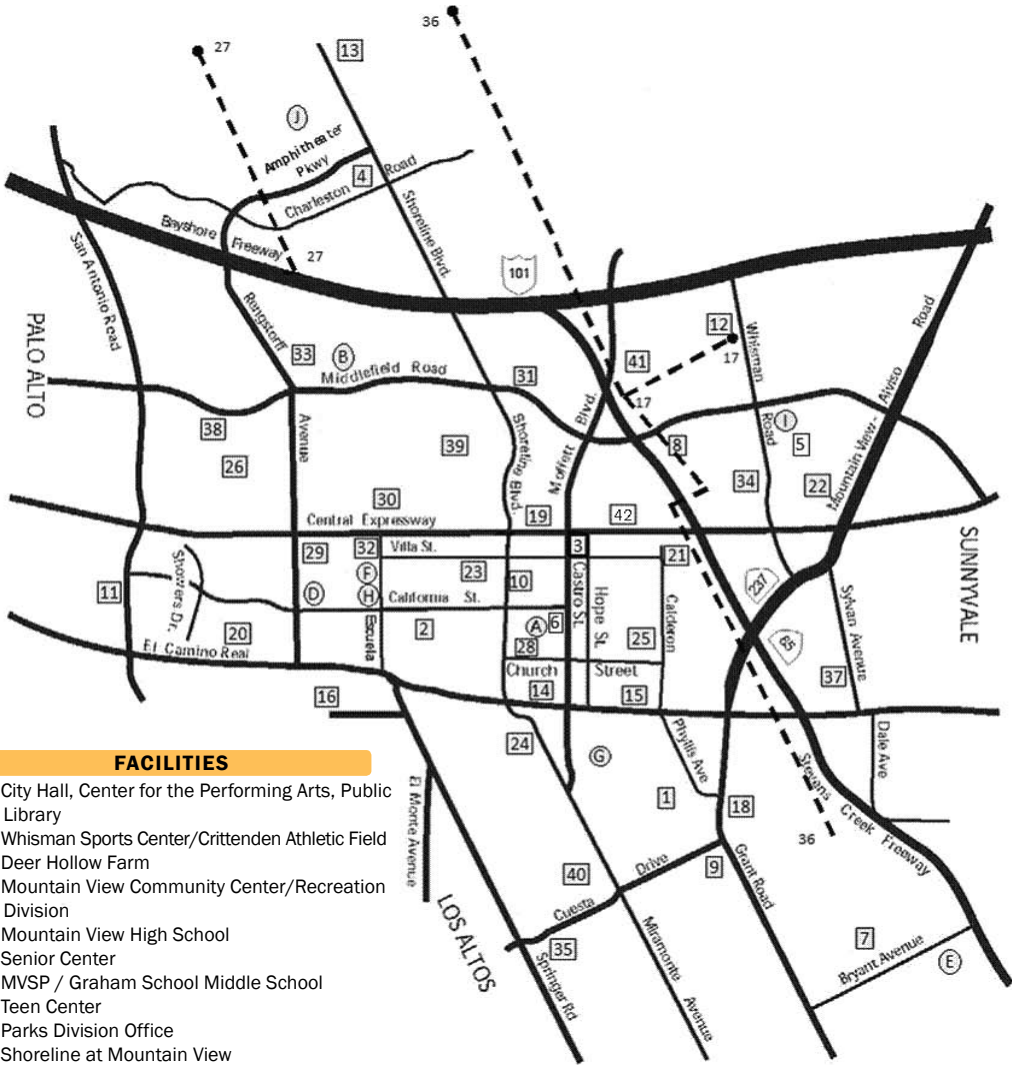 36
27
13
J
Amphitheater
Pkwy
4
Charleston Road
Shoreline Blvd.
Bayshore Freeway
27
San Antonio Road
101
Rengstorff
PALO ALTO
33
B
Middlefield Road
31
41
12
17
Whisman
Road
17
Mountain View - Alviso
Road
38
26
Avenue
39
Shoreline Blvd.
Moffett Blvd.
8
I
5
34
22
30
Central Expressway
19
42
SUNNYVALE
29
32
Villa St.
3
21
Showers Dr.
11
D
F
H
23
California St.
10
Castro St.
Hope St.
Calderon
237
85
Sylvan Avenue
20
El Camino Real
Escuela
2
A
6
28
25
Church Street
37
16
14
15
24
G
Phyllis Ave
1
18
Stevens Creek Freeway
Dale Ave
36
El Monte Avenue
LOS ALTOS
40
Cuesta Drive
9
Grant Road
35
Springer Rd
Miramonte Avenue
7
Bryant Avenue
E
FACILITIES
City Hall, Center for the Performing Arts, Public
Library
Whisman Sports Center/Crittenden Athletic Field
Deer Hollow Farm
Mountain View Community Center/Recreation
Division
Mountain View High School
Senior Center
MVSP / Graham School Middle School
Teen Center
Parks Division Office
Shoreline at Mountain View